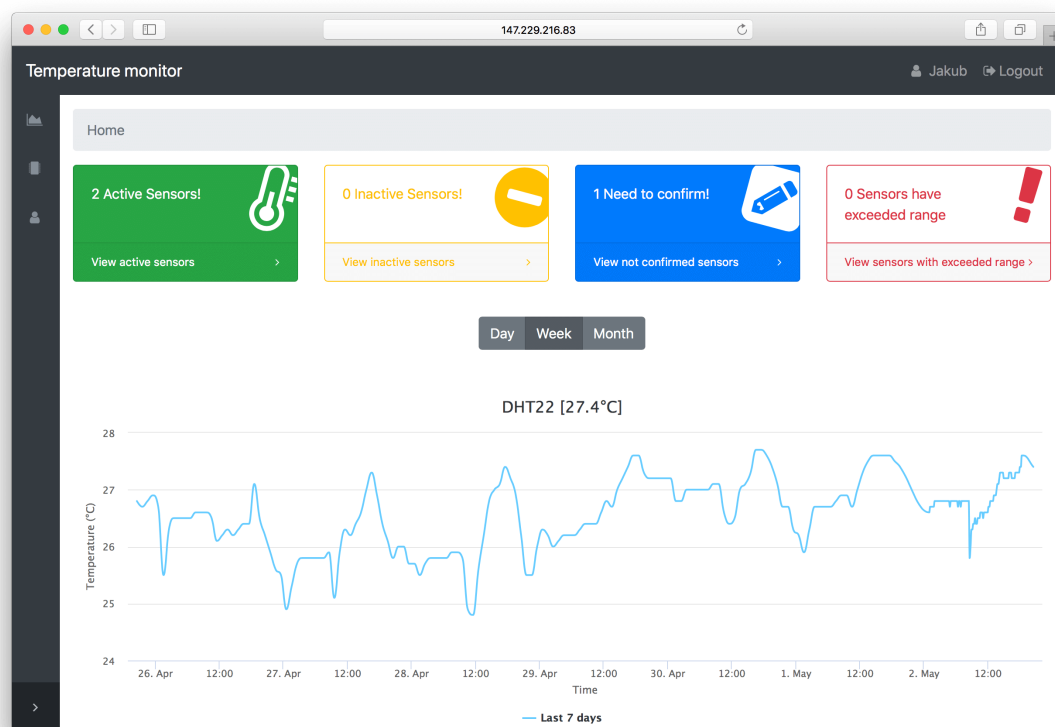 147.229.216.83
Temperature monitor
Jakub
Logout
Home
2 Active Sensors!
View active sensors
0 Inactive Sensors!
View inactive sensors
1 Need to confirm!
View not confirmed sensors
0 Sensors have
exceeded range
View sensors with exceeded range
Day Week Month
DHT22 [27.4°C]
28
27
26
25
24
Temperature (°C)
26. Apr 12:00 27. Apr 12:00 28. Apr 12:00 29. Apr 12:00 30. Apr 12:00 1. May 12:00 2. May 12:00
Time
Last 7 days